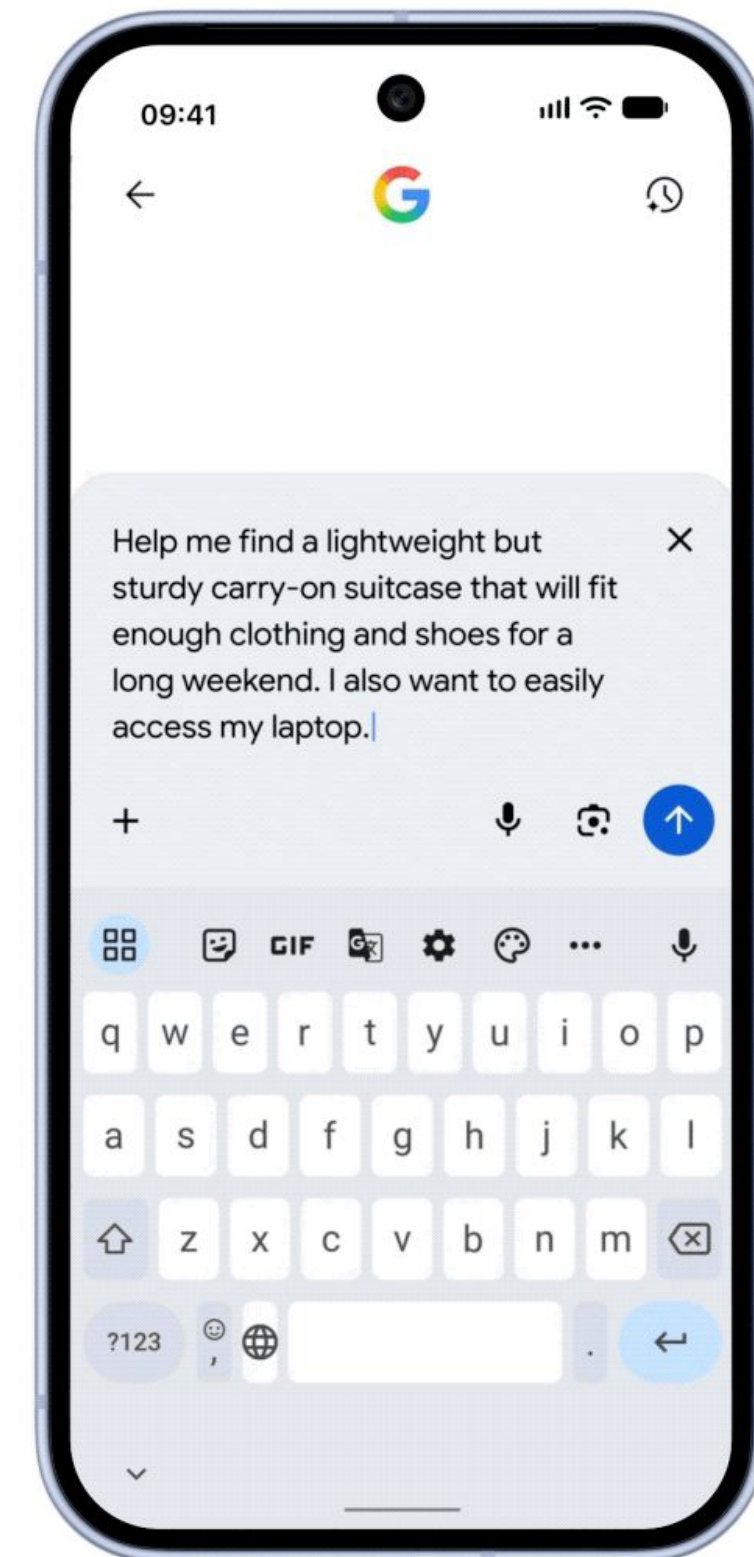 09:41
Help me find a lightweight but
sturdy carry-on suitcase that will fit
enough clothing and shoes for a
long weekend. I also want to easily
access my laptop.
GIF
q w e r t y u i o p
a s d f g h j k l
z x c v b n m
?123 , .